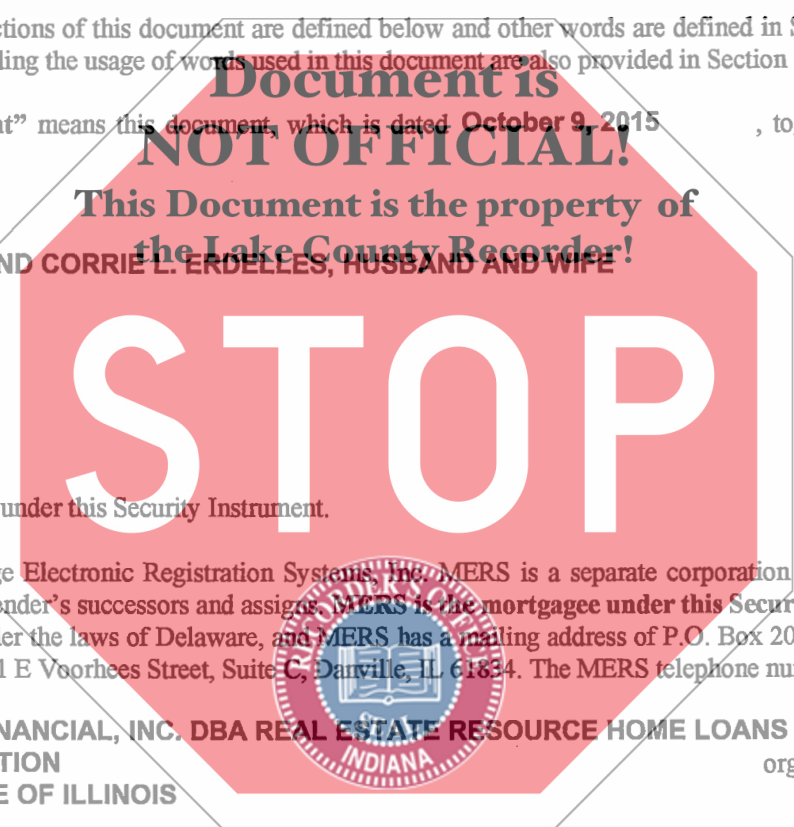 ctions of this document are defined below and other words are defined in S
ling the usage of words used in this document are also provided in Section
Document is
nt” means this document, which is dated October 9, 2015 , to
NOT OFFICIAL!
This Document is the property of
the Lake County Recorder!
ND CORRIE L. ERDELLES, HUSBAND AND WIFE
STOP
under this Security Instrument.
ge Electronic Registration Systems, Inc. MERS is a separate corporation
ender’s successors and assigns. MERS is the mortgagee under this Secur
er the laws of Delaware, and MERS has a mailing address of P.O. Box 20
1 E Voorhees Street, Suite C, Danville, IL 61834. The MERS telephone nu
NANCIAL, INC. DBA REAL ESTATE RESOURCE HOME LOANS
TION org
E OF ILLINOIS
INDIANA